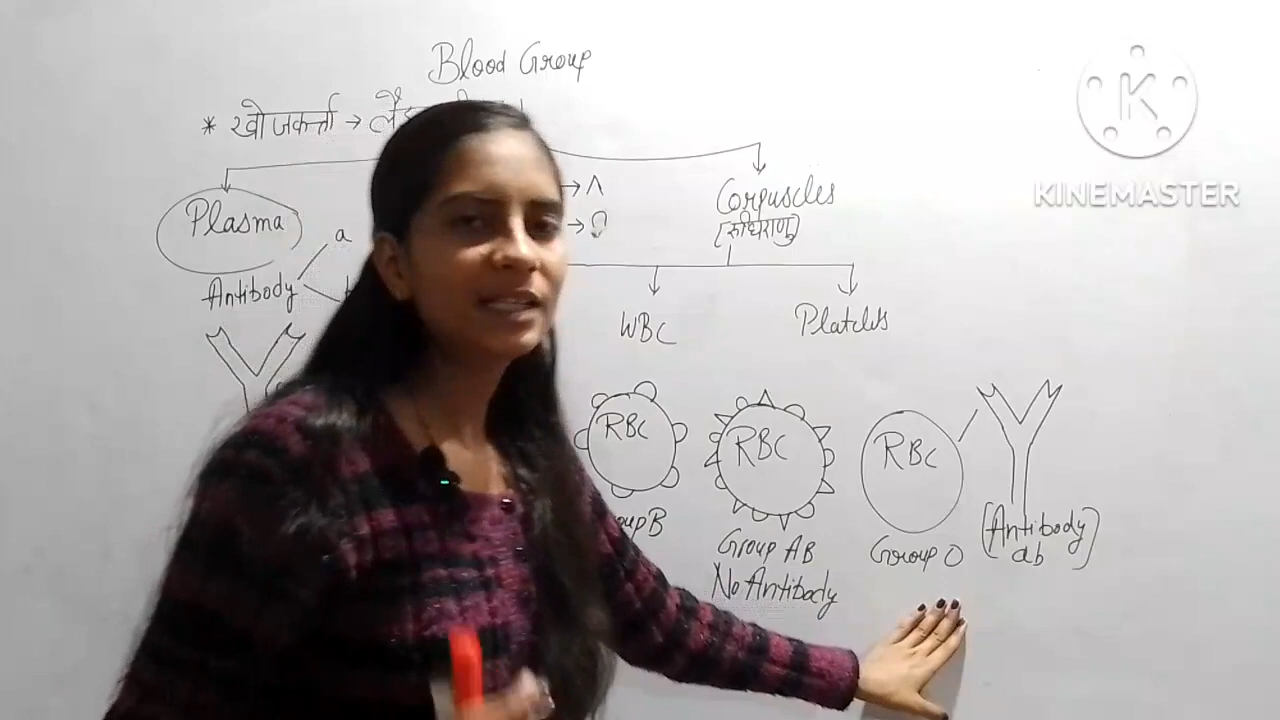 Blood Group
* खोजकर्त्ता →
→ Λ
Plasma
Corpuscles
(रुधिराणु)
a
Antibody
WBC
Platelets
RBC
RBC
RBC
Group AB
No Antibody
Group O
(Antibody
ab)
K
KINEMASTER